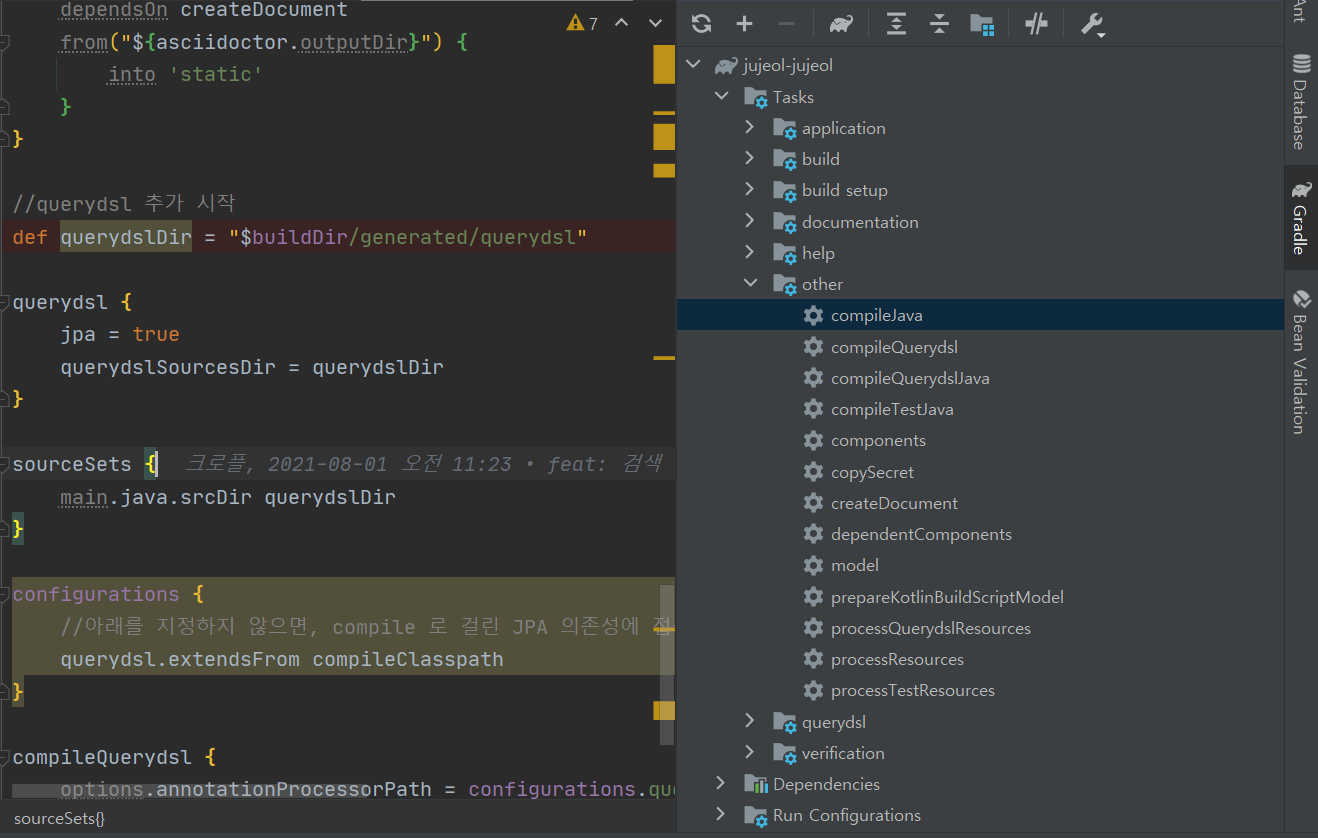 dependsOn createDocument
from("${asciidoctor.outputDir}") {
into 'static'
}
}
//querydsl 추가 시작
def querydslDir = "$buildDir/generated/querydsl"
querydsl {
jpa = true
querydslSourcesDir = querydslDir
}
sourceSets { 크로플, 2021-08-01 오전 11:23 • feat: 검색
main.java.srcDir querydslDir
}
configurations {
//아래를 지정하지 않으면, compile 로 걸린 JPA 의존성에 접
querydsl.extendsFrom compileClasspath
}
compileQuerydsl {
options.annotationProcessorPath = configurations.que
sourceSets{}
7
jujeol-jujeol
Tasks
application
build
build setup
documentation
help
other
compileJava
compileQuerydsl
compileQuerydslJava
compileTestJava
components
copySecret
createDocument
dependentComponents
model
prepareKotlinBuildScriptModel
processQuerydslResources
processResources
processTestResources
querydsl
verification
Dependencies
Run Configurations
Ant
Database
Gradle
Bean Validation